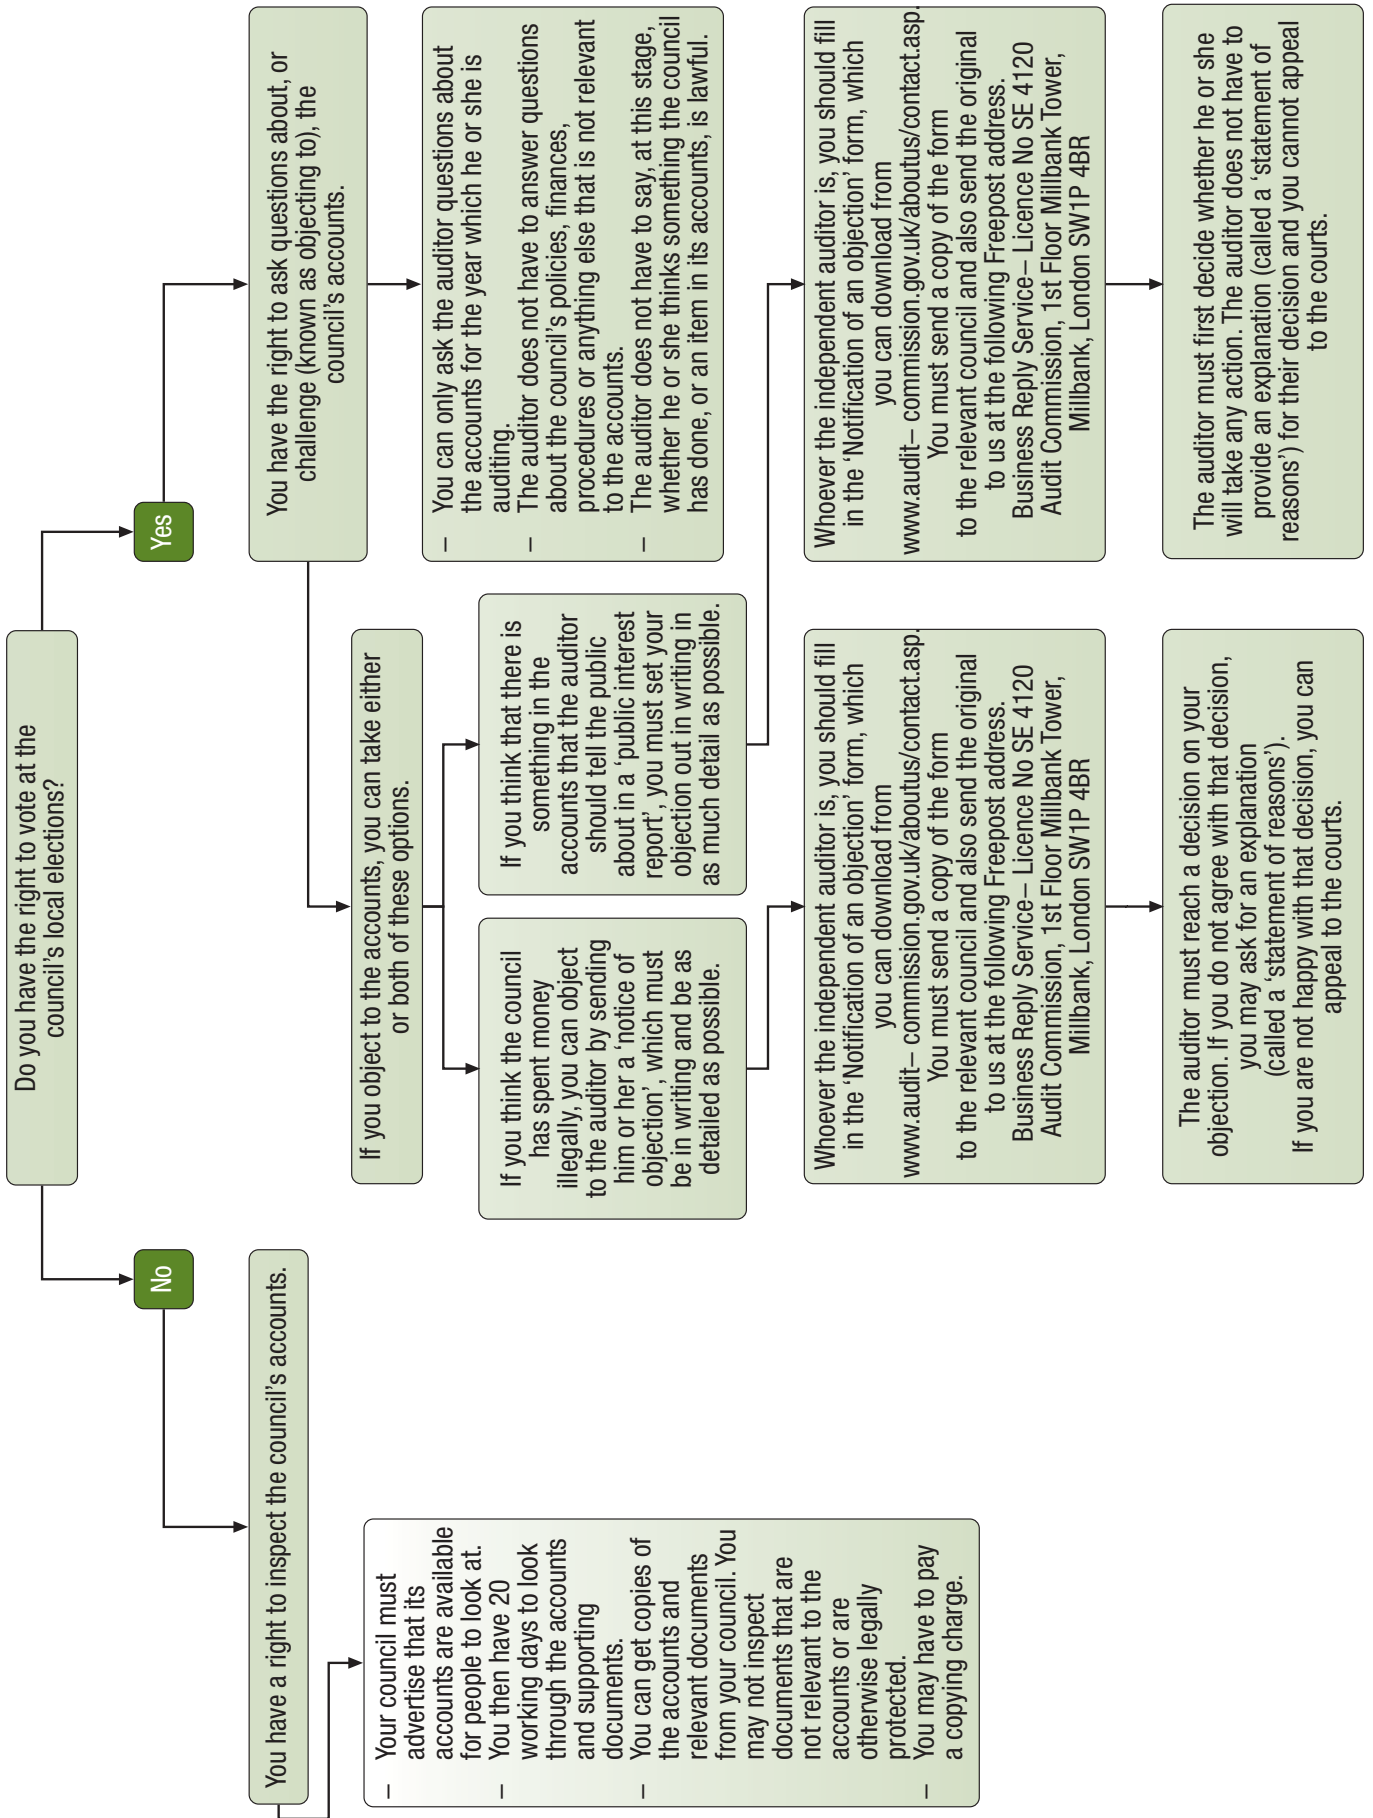 Do you have the right to vote at the
council's local elections?
No
Yes
You have a right to inspect the council's accounts.
– Your council must
advertise that its
accounts are available
for people to look at.
– You then have 20
working days to look
through the accounts
and supporting
documents.
– You can get copies of
the accounts and
relevant documents
from your council. You
may not inspect
documents that are
not relevant to the
accounts or are
otherwise legally
protected.
– You may have to pay
a copying charge.
You have the right to ask questions about, or
challenge (known as objecting to), the
council's accounts.
– You can only ask the auditor questions about
the accounts for the year which he or she is
auditing.
– The auditor does not have to answer questions
about the council's policies, finances,
procedures or anything else that is not relevant
to the accounts.
– The auditor does not have to say, at this stage,
whether he or she thinks something the council
has done, or an item in its accounts, is lawful.
If you object to the accounts, you can take either
or both of these options.
If you think the council
has spent money
illegally, you can object
to the auditor by sending
him or her a ‘notice of
objection’, which must
be in writing and be as
detailed as possible.
If you think that there is
something in the
accounts that the auditor
should tell the public
about in a ‘public interest
report’, you must set your
objection out in writing in
as much detail as possible.
Whoever the independent auditor is, you should fill
in the ‘Notification of an objection’ form, which
you can download from
www.audit– commission.gov.uk/aboutus/contact.asp.
You must send a copy of the form
to the relevant council and also send the original
to us at the following Freepost address.
Business Reply Service– Licence No SE 4120
Audit Commission, 1st Floor Millbank Tower,
Millbank, London SW1P 4BR
Whoever the independent auditor is, you should fill
in the ‘Notification of an objection’ form, which
you can download from
www.audit– commission.gov.uk/aboutus/contact.asp.
You must send a copy of the form
to the relevant council and also send the original
to us at the following Freepost address.
Business Reply Service– Licence No SE 4120
Audit Commission, 1st Floor Millbank Tower,
Millbank, London SW1P 4BR
The auditor must reach a decision on your
objection. If you do not agree with that decision,
you may ask for an explanation
(called a ‘statement of reasons’).
If you are not happy with that decision, you can
appeal to the courts.
The auditor must first decide whether he or she
will take any action. The auditor does not have to
provide an explanation (called a ‘statement of
reasons’) for their decision and you cannot appeal
to the courts.